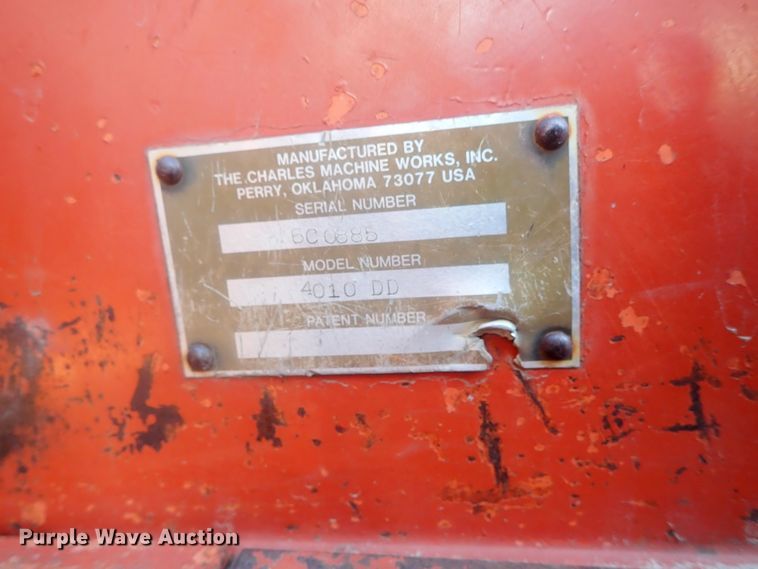 MANUFACTURED BY
THE CHARLES MACHINE WORKS, INC.
PERRY, OKLAHOMA 73077 USA
SERIAL NUMBER
6C0885
MODEL NUMBER
4010 DD
PATENT NUMBER
Purple Wave Auction